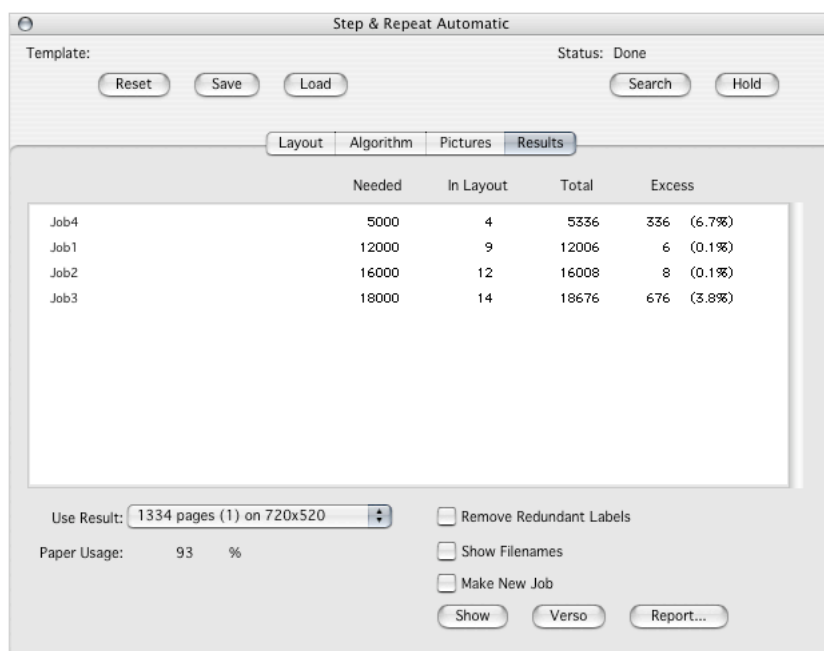 Step & Repeat Automatic
Template: Status: Done
Reset Save Load Search Hold
Layout Algorithm Pictures Results
Needed In Layout Total Excess
Job4 5000 4 5336 336 (6.7%)
Job1 12000 9 12006 6 (0.1%)
Job2 16000 12 16008 8 (0.1%)
Job3 18000 14 18676 676 (3.8%)
Use Result: 1334 pages (1) on 720x520 Remove Redundant Labels
Paper Usage: 93 % Show Filenames
Make New Job
Show Verso Report...